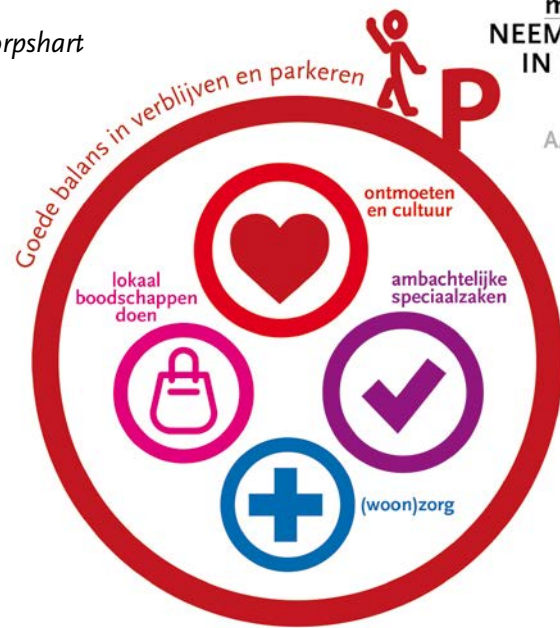 orpshart
NEEM
IN
Goede balans in verblijven en parkeren
P
ontmoeten
en cultuur
lokaal
boodschappen
doen
ambachtelijke
speciaalzaken
(woon)zorg